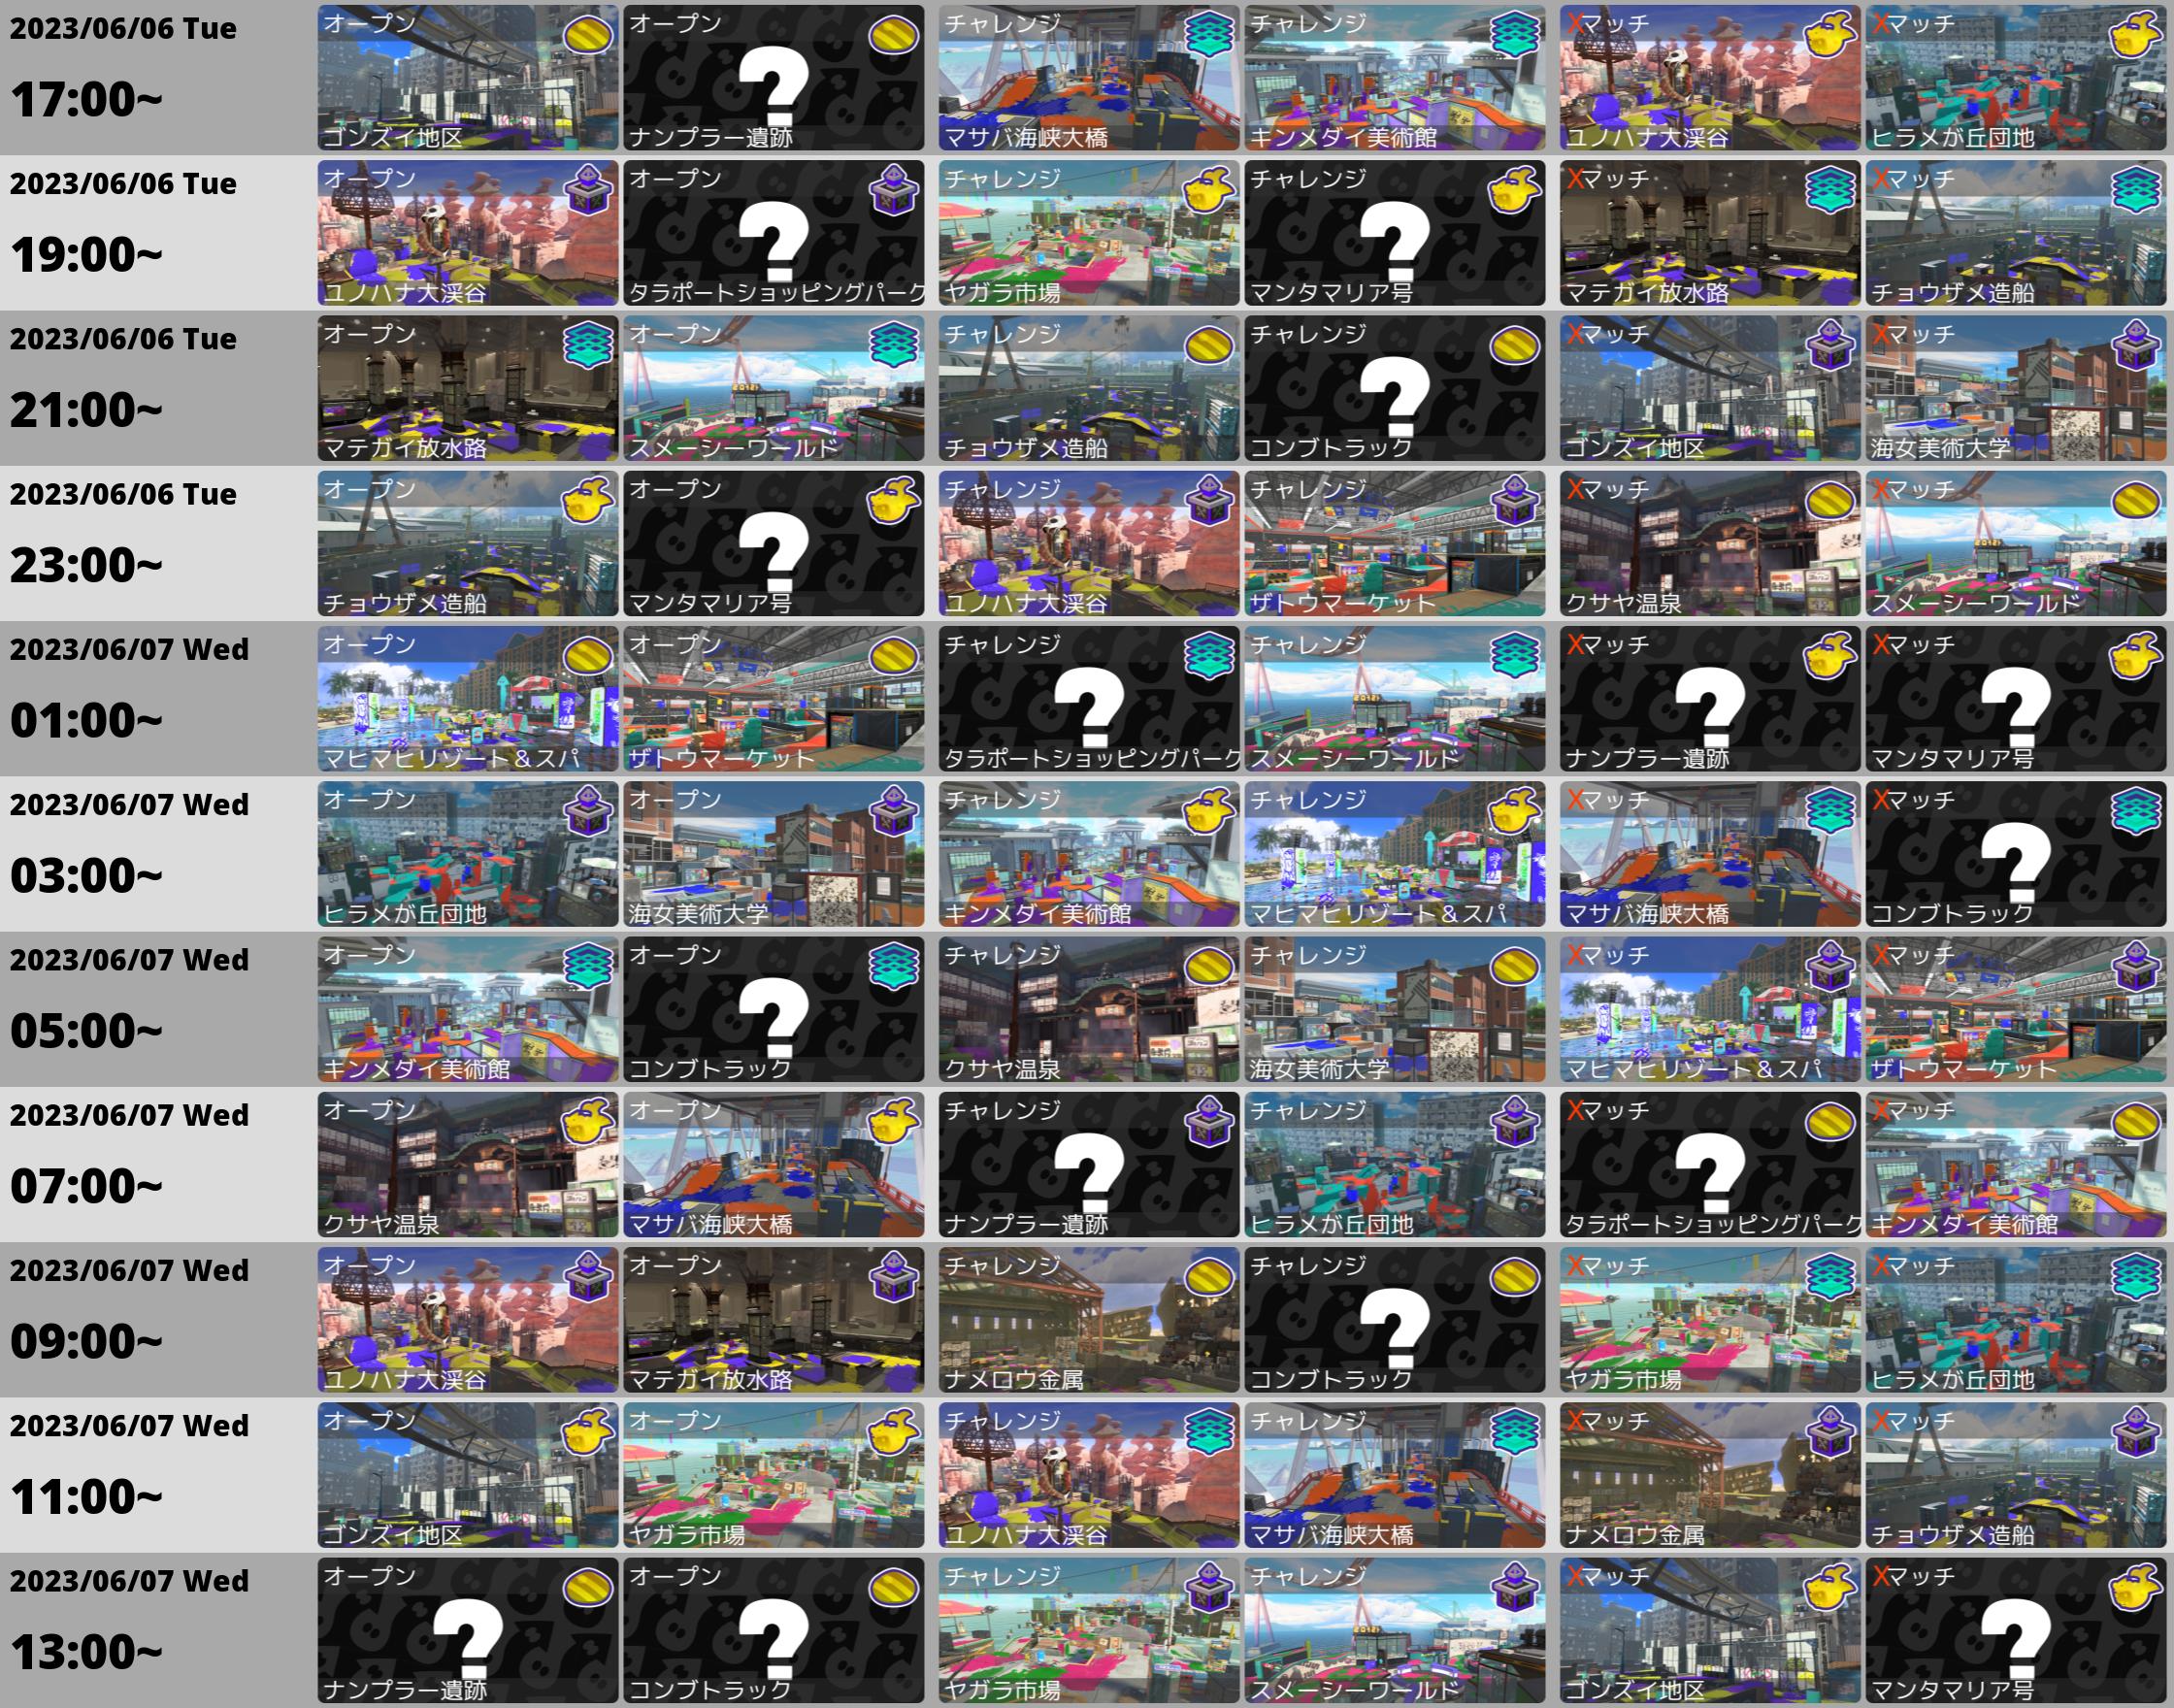 2023/06/06 Tue
17:00~
オープン
ゴンズイ地区
オープン
ナンプラー遺跡
チャレンジ
マサバ海峡大橋
チャレンジ
キンメダイ美術館
Xマッチ
ユノハナ大渓谷
Xマッチ
ヒラメが丘団地
2023/06/06 Tue
19:00~
オープン
ユノハナ大渓谷
オープン
タラポートショッピングパーク
チャレンジ
ヤガラ市場
チャレンジ
マンタマリア号
Xマッチ
マテガイ放水路
Xマッチ
チョウザメ造船
2023/06/06 Tue
21:00~
オープン
マテガイ放水路
オープン
スメーシーワールド
チャレンジ
チョウザメ造船
チャレンジ
コンブトラック
Xマッチ
ゴンズイ地区
Xマッチ
海女美術大学
2023/06/06 Tue
23:00~
オープン
チョウザメ造船
オープン
マンタマリア号
チャレンジ
ユノハナ大渓谷
チャレンジ
ザトウマーケット
Xマッチ
クサヤ温泉
Xマッチ
スメーシーワールド
2023/06/07 Wed
01:00~
オープン
マヒマヒリゾート＆スパ
オープン
ザトウマーケット
チャレンジ
タラポートショッピングパーク
チャレンジ
スメーシーワールド
Xマッチ
ナンプラー遺跡
Xマッチ
マンタマリア号
2023/06/07 Wed
03:00~
オープン
ヒラメが丘団地
オープン
海女美術大学
チャレンジ
キンメダイ美術館
チャレンジ
マヒマヒリゾート＆スパ
Xマッチ
マサバ海峡大橋
Xマッチ
コンブトラック
2023/06/07 Wed
05:00~
オープン
キンメダイ美術館
オープン
コンブトラック
チャレンジ
クサヤ温泉
チャレンジ
海女美術大学
Xマッチ
マヒマヒリゾート＆スパ
Xマッチ
ザトウマーケット
2023/06/07 Wed
07:00~
オープン
クサヤ温泉
オープン
マサバ海峡大橋
チャレンジ
ナンプラー遺跡
チャレンジ
ヒラメが丘団地
Xマッチ
タラポートショッピングパーク
Xマッチ
キンメダイ美術館
2023/06/07 Wed
09:00~
オープン
ユノハナ大渓谷
オープン
マテガイ放水路
チャレンジ
ナメロウ金属
チャレンジ
コンブトラック
Xマッチ
ヤガラ市場
Xマッチ
ヒラメが丘団地
2023/06/07 Wed
11:00~
オープン
ゴンズイ地区
オープン
ヤガラ市場
チャレンジ
ユノハナ大渓谷
チャレンジ
マサバ海峡大橋
Xマッチ
ナメロウ金属
Xマッチ
チョウザメ造船
2023/06/07 Wed
13:00~
オープン
ナンプラー遺跡
オープン
コンブトラック
チャレンジ
ヤガラ市場
チャレンジ
スメーシーワールド
Xマッチ
ゴンズイ地区
Xマッチ
マンタマリア号